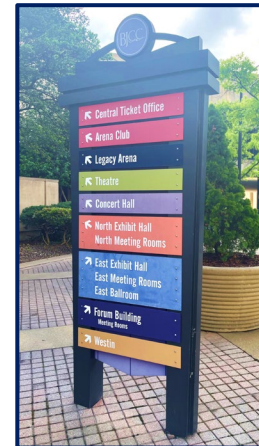 BJCC
Central Ticket Office
Arena Club
Legacy Arena
Theatre
Concert Hall
North Exhibit Hall
North Meeting Rooms
East Exhibit Hall
East Meeting Rooms
East Ballroom
Forum Building
Meeting Rooms
Westin